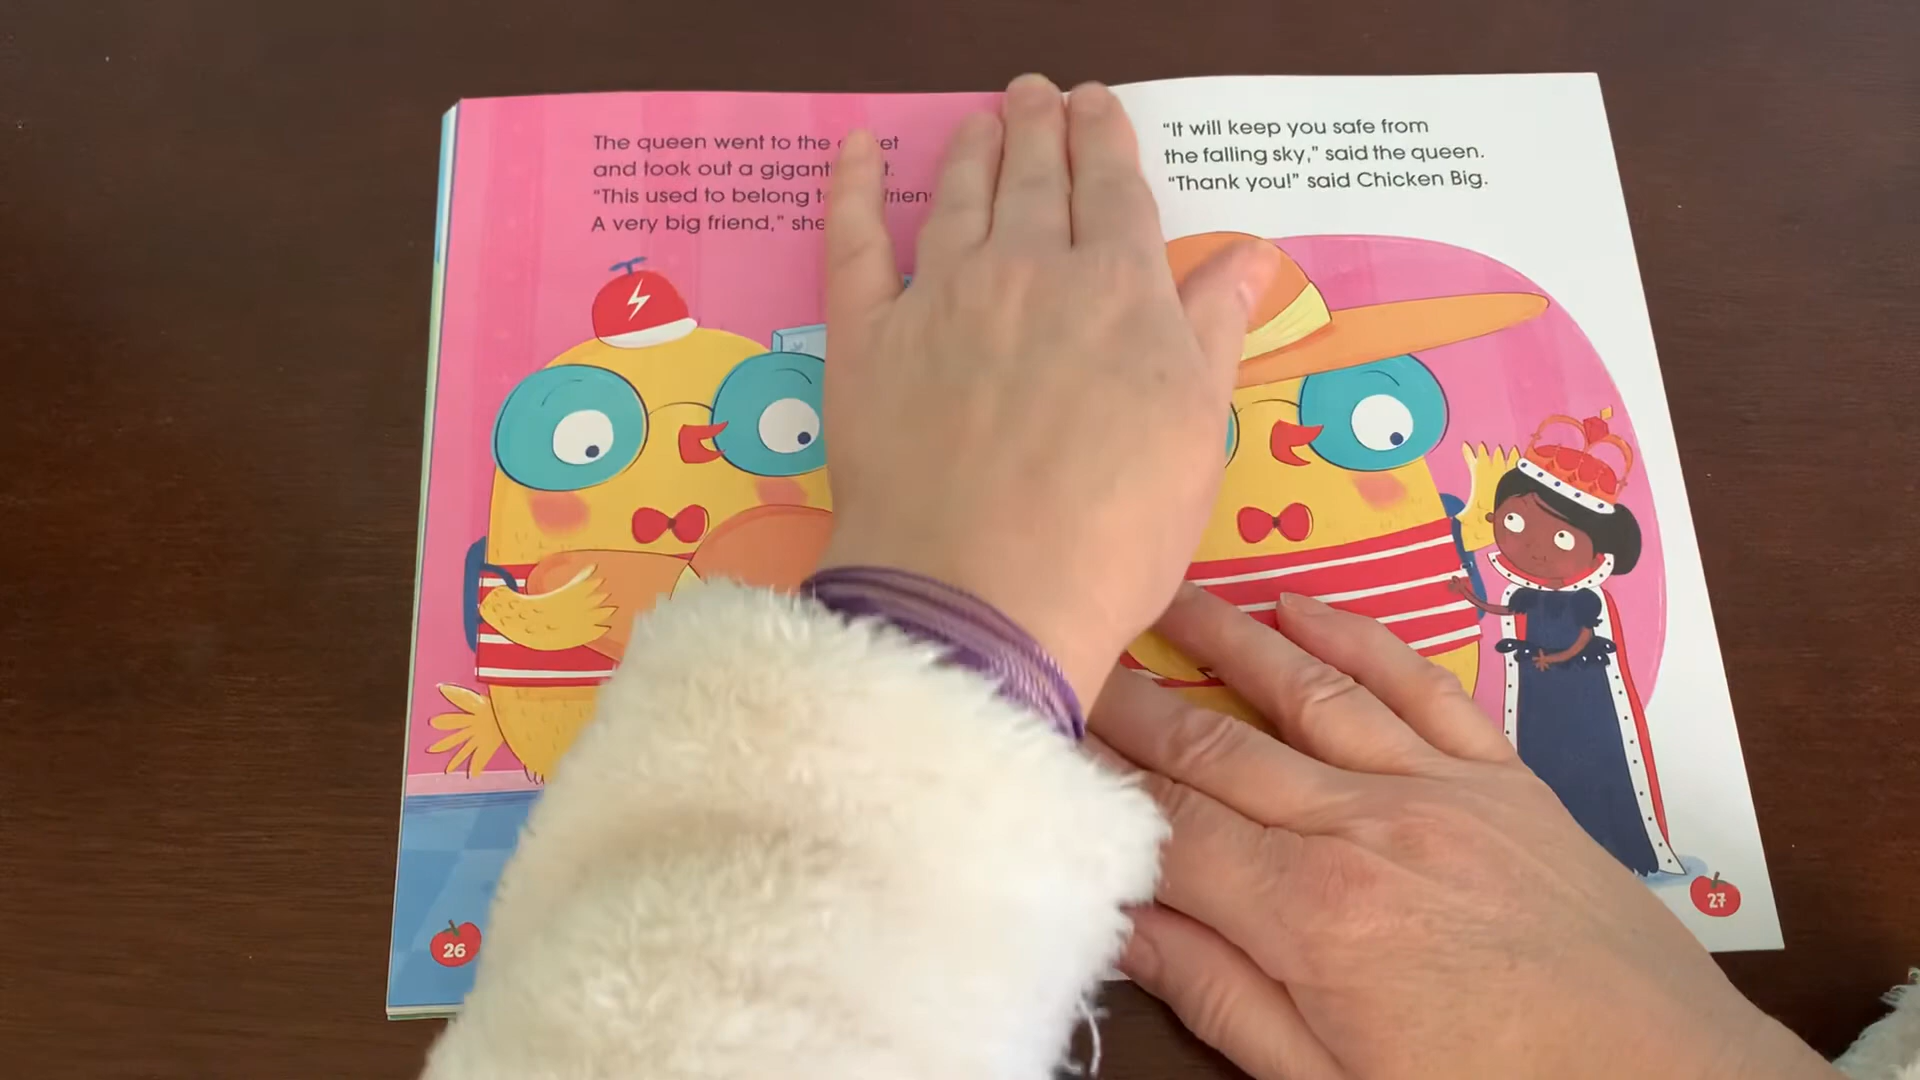 The queen went to the
and took out a
"This used to belong
A very big friend," she
"It will keep you safe from
the falling sky," said the queen.
"Thank you!" said Chicken Big.
26
27